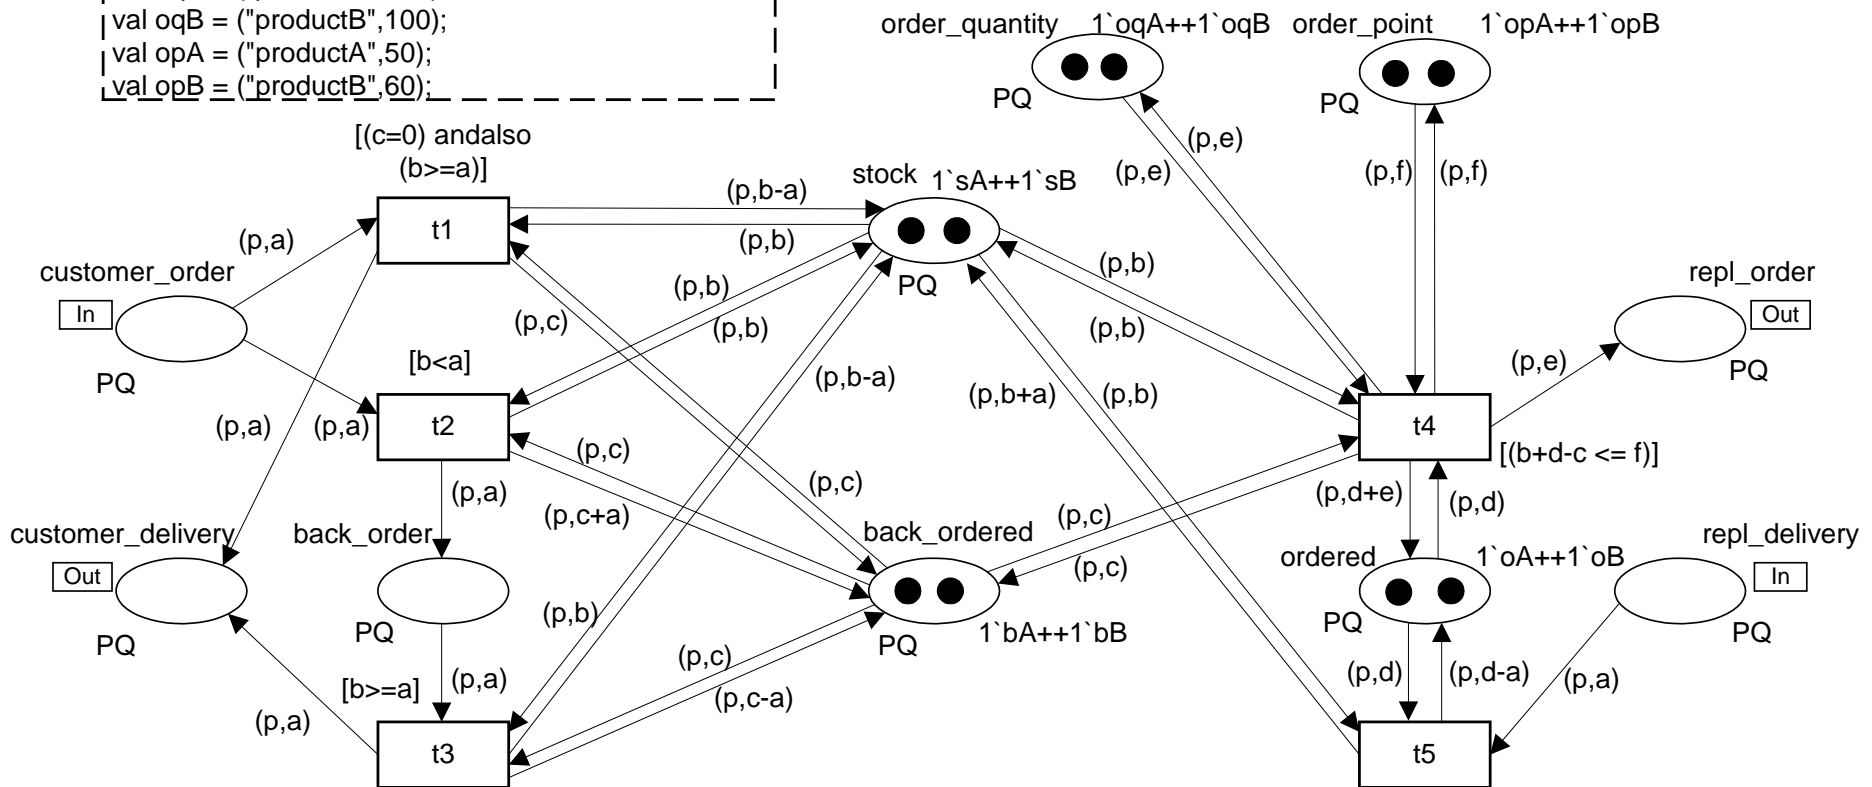 val oqB = ("productB",100);
val opA = ("productA",50);
val opB = ("productB",60);
order_quantity 1`oqA++1`oqB order_point 1`opA++1`opB
PQ
PQ
[(c=0) andalso
(b>=a)]
(p,e)
(p,e)
(p,f) (p,f)
stock 1`sA++1`sB
(p,b-a)
t1
(p,a)
(p,b)
customer_order
In
PQ
PQ
(p,b)
(p,b)
(p,c)
(p,b)
(p,b)
repl_order
Out
PQ
(p,e)
[b<a]
(p,b-a)
(p,b+a)
(p,b)
t2
(p,a)
(p,a)
t4
[(b+d-c <= f)]
(p,c)
(p,c)
(p,a)
(p,c+a)
(p,c)
(p,d+e)
(p,d)
customer_delivery
Out
PQ
back_order
PQ
back_ordered
(p,c)
PQ
1`bA++1`bB
ordered 1`oA++1`oB
PQ
repl_delivery
In
PQ
(p,b)
(p,c)
(p,c-a)
[b>=a]
(p,a)
(p,a)
(p,d)
(p,d-a)
(p,a)
t3
t5